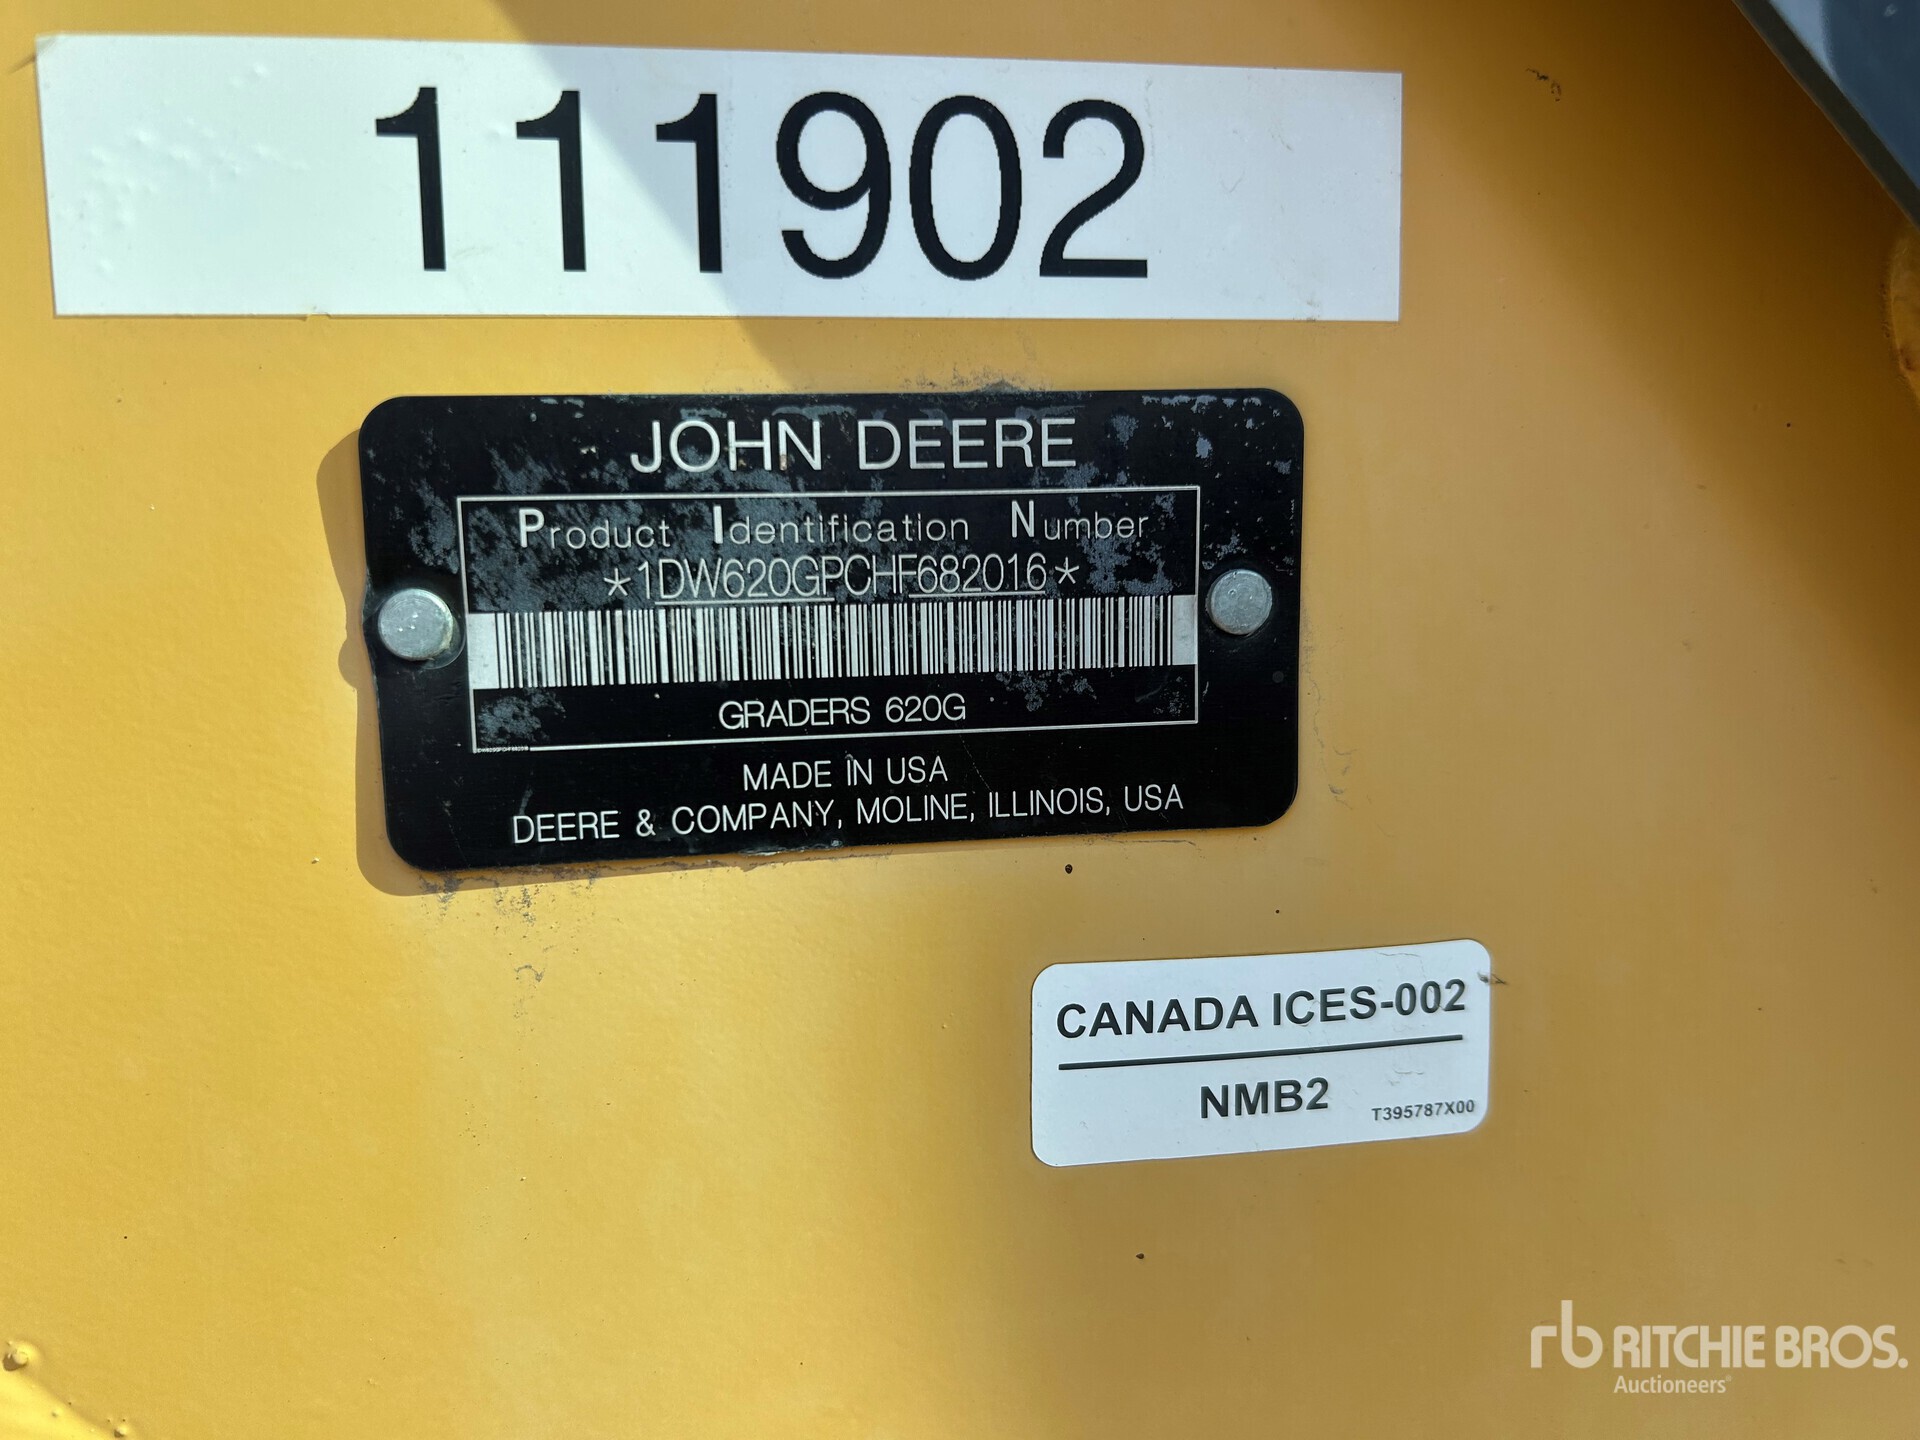 111902
JOHN DEERE
Product Identification Number
*1DW620GPCHF682016*
GRADERS 620G
MADE IN USA
DEERE & COMPANY, MOLINE, ILLINOIS, USA
CANADA ICES-002
NMB2
T395787X00
rb RITCHIE BROS.
Auctioneers